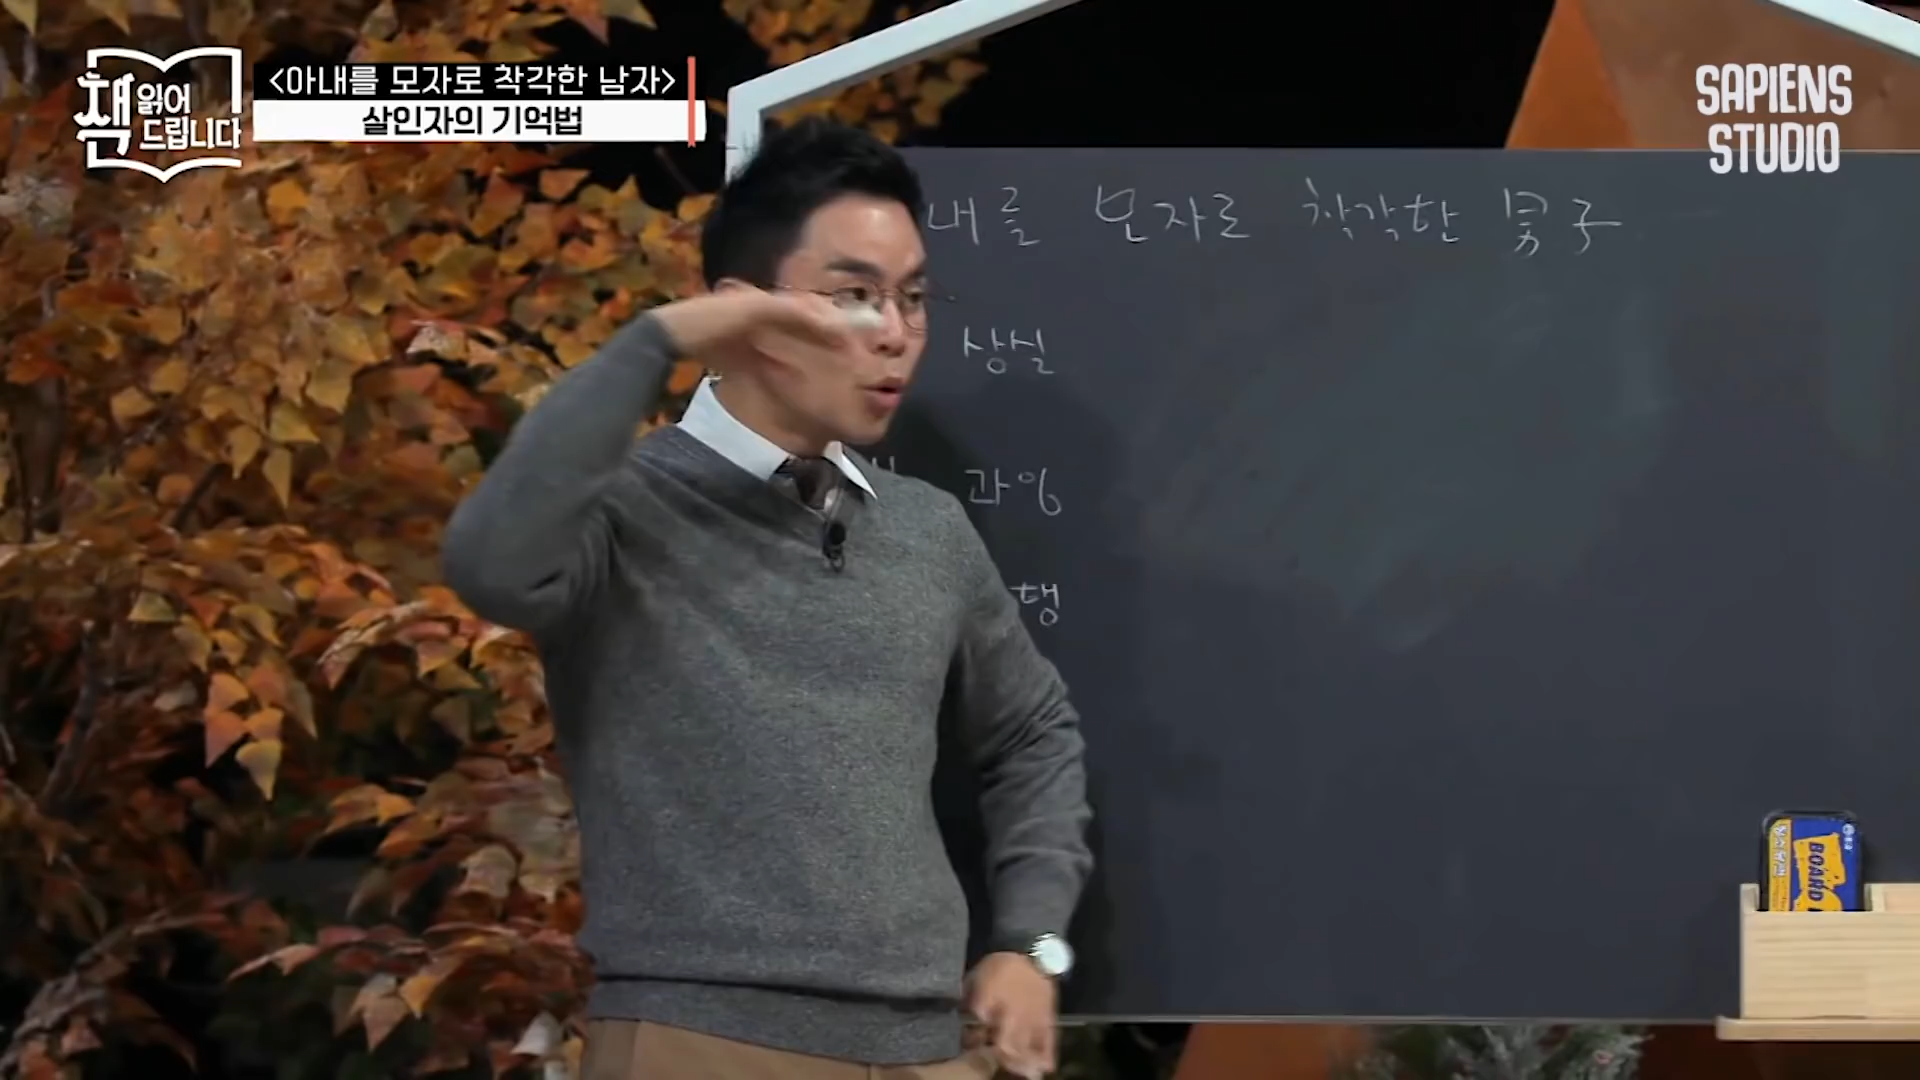 책 읽어
드립니다
<아내를 모자로 착각한 남자>
살인자의 기억법
SAPIENS
STUDIO
내를 모자로 착각한 男子
상실
과잉
행
BOARD